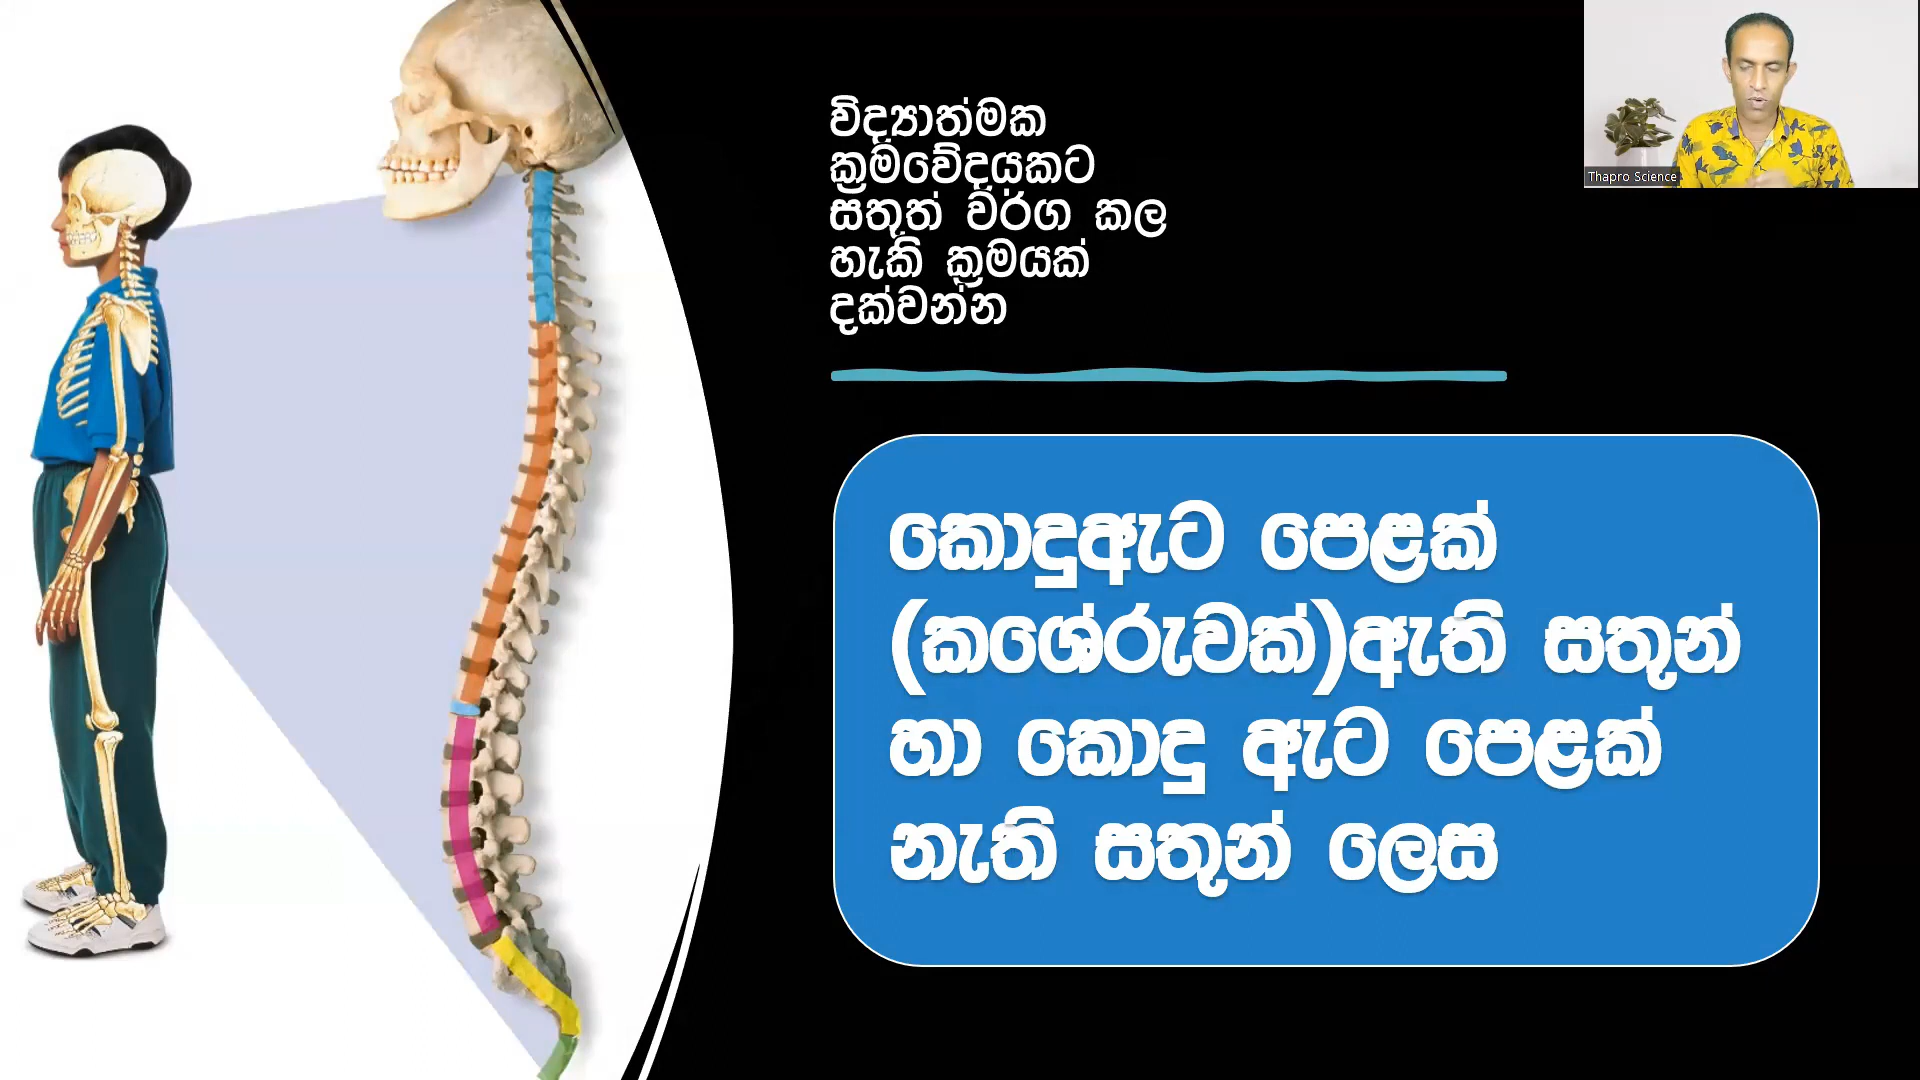 විද්‍යාත්මක
ක්‍රමවේදයකට
සතුන් වර්ග කල
හැකි ක්‍රමයක්
දක්වන්න
කොදුඇට පෙළක්
(කශේරුවක්)ඇති සතුන්
හා කොදු ඇට පෙළක්
නැති සතුන් ලෙස
Thapro Science